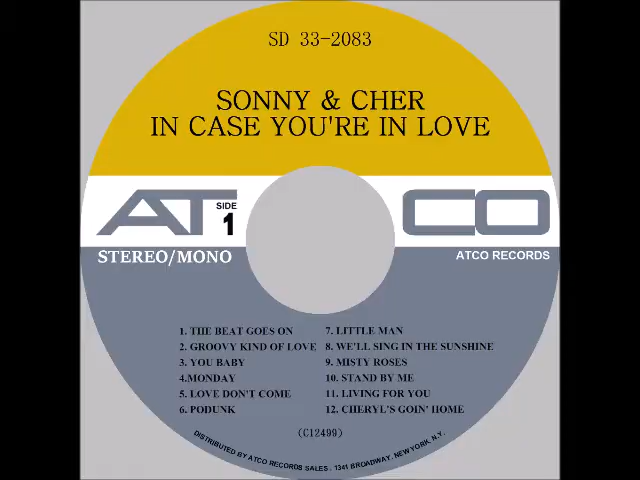 SD 33-2083
SONNY & CHER
IN CASE YOU'RE IN LOVE
ATCO
SIDE
1
STEREO/MONO
ATCO RECORDS
1. THE BEAT GOES ON
2. GROOVY KIND OF LOVE
3. YOU BABY
4.MONDAY
5. LOVE DON'T COME
6. PODUNK
7. LITTLE MAN
8. WE'LL SING IN THE SUNSHINE
9. MISTY ROSES
10. STAND BY ME
11. LIVING FOR YOU
12. CHERYL'S GOIN' HOME
(C12499)
DISTRIBUTED BY ATCO RECORDS SALES . 1341 BROADWAY. NEW YORK, N.Y.